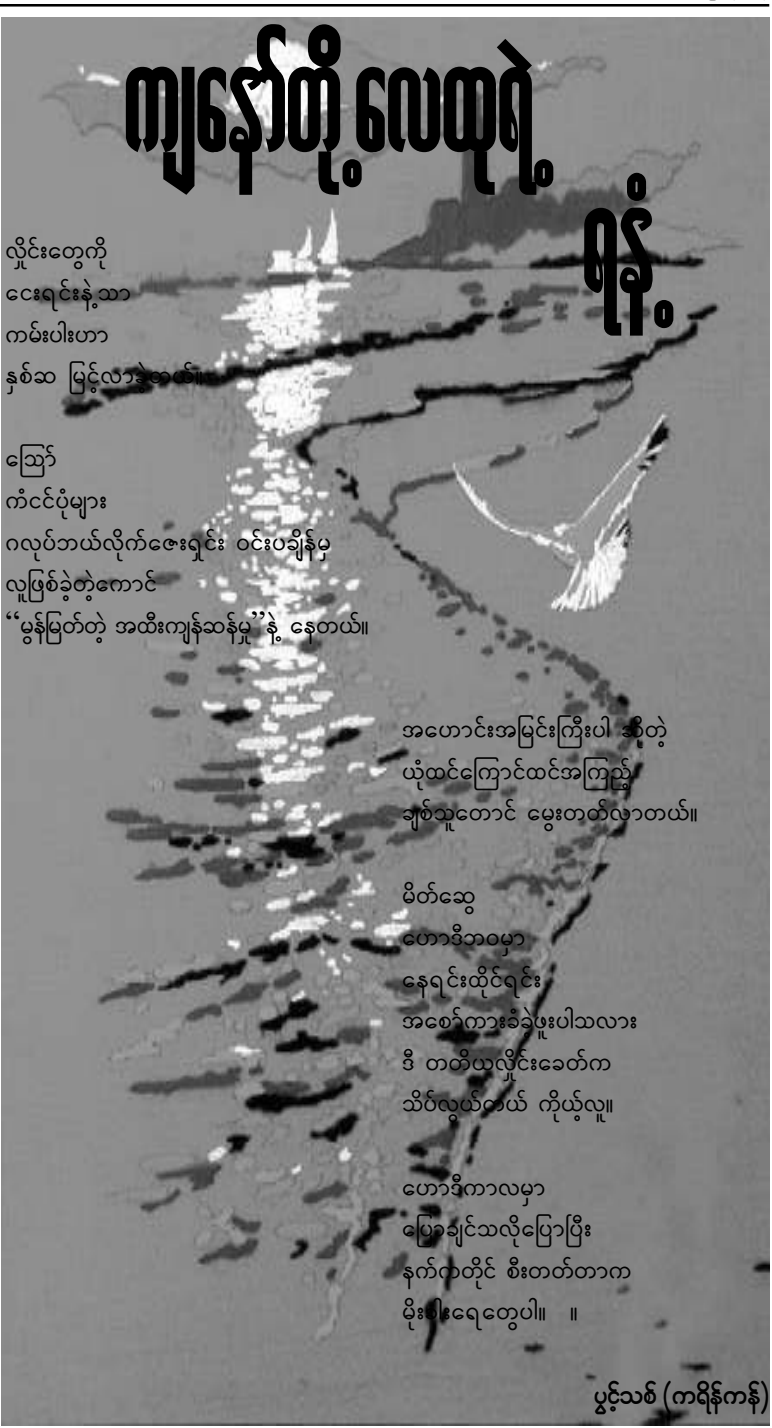 ကျနော်တို့လေထုရဲ့
ရနံ့
လှိုင်းတွေကို
ငေးရင်းနဲ့သာ
ကမ်းပါးဟာ
နှစ်ဆ မြင့်လာခဲ့တယ်။
ဩော်
ကံငင်ပုံများ
ဂလုပ်ဘယ်လိုက်ဇေးရှင်း ဝင်းပချိန်မှ
လူဖြစ်ခဲ့တဲ့ကောင်
“မွန်မြတ်တဲ့ အထီးကျန်ဆန်မှု”နဲ့ နေတယ်။
အဟောင်းအမြင်းကြီးပါ ဆိုတဲ့
ယုံထင်ကြောင်ထင်အကြည့်
ချစ်သူတောင် မွေးတတ်လာတယ်။
မိတ်ဆွေ
ဟောဒီဘဝမှာ
နေရင်းထိုင်ရင်း
အစော်ကားခံခဲ့ဖူးပါသလား
ဒီ တတိယလှိုင်းခေတ်က
သိပ်လွယ်တယ် ကိုယ့်လူ။
ဟောဒီကာလမှာ
ပြောချင်သလိုပြောပြီး
နက်ကတိုင် စီးတတ်တာက
မိုးခါးရေတွေပါ။ ။
ပွင့်သစ် (ကရိန်ကန်)